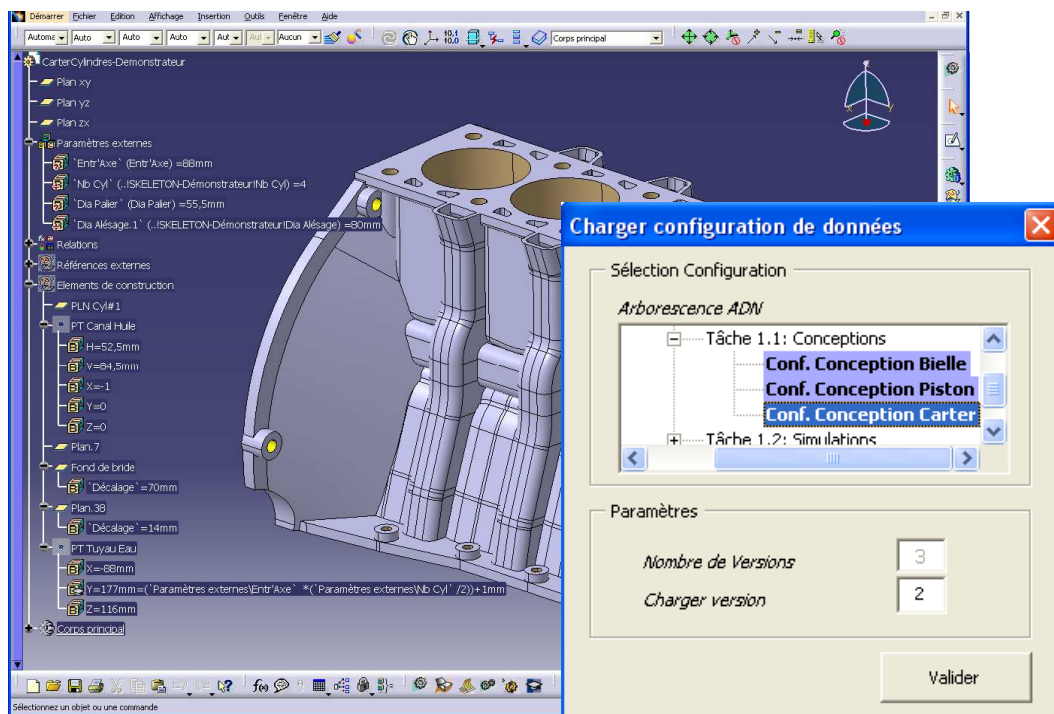 Démarrer Fichier Edition Affichage Insertion Outils Fenêtre Aide
Automa Auto Auto Auto Aut Aut Aucun Corps principal
CarterCylindres-Demonstrateur
Plan xy
Plan yz
Plan zx
Paramètres externes
`Entr'Axe` (Entr'Axe) =88mm
`Nb Cyl` (..!SKELETON-Démonstrateur!Nb Cyl) =4
`Dia Palier` (Dia Palier) =55,5mm
`Dia Alésage.1` (..!SKELETON-Démonstrateur!Dia Alésage) =80mm
Relations
Références externes
Elements de construction
PLN Cyl#1
PT Canal Huile
H=52,5mm
V=84,5mm
X=-1
Y=0
Z=0
Plan.7
Fond de bride
`Décalage`=70mm
Plan.38
`Décalage`=14mm
PT Tuyau Eau
X=-88mm
Y=177mm=(`Paramètres externes\Entr'Axe` *(`Paramètres externes\Nb Cyl` /2))+1mm
Z=116mm
Corps principal
Sélectionnez un objet ou une commande
Charger configuration de données
Sélection Configuration
Arborescence ADN
Tâche 1.1: Conceptions
Conf. Conception Bielle
Conf. Conception Piston
Conf. Conception Carter
Tâche 1.2: Simulations
Paramètres
Nombre de Versions 3
Charger version 2
Valider